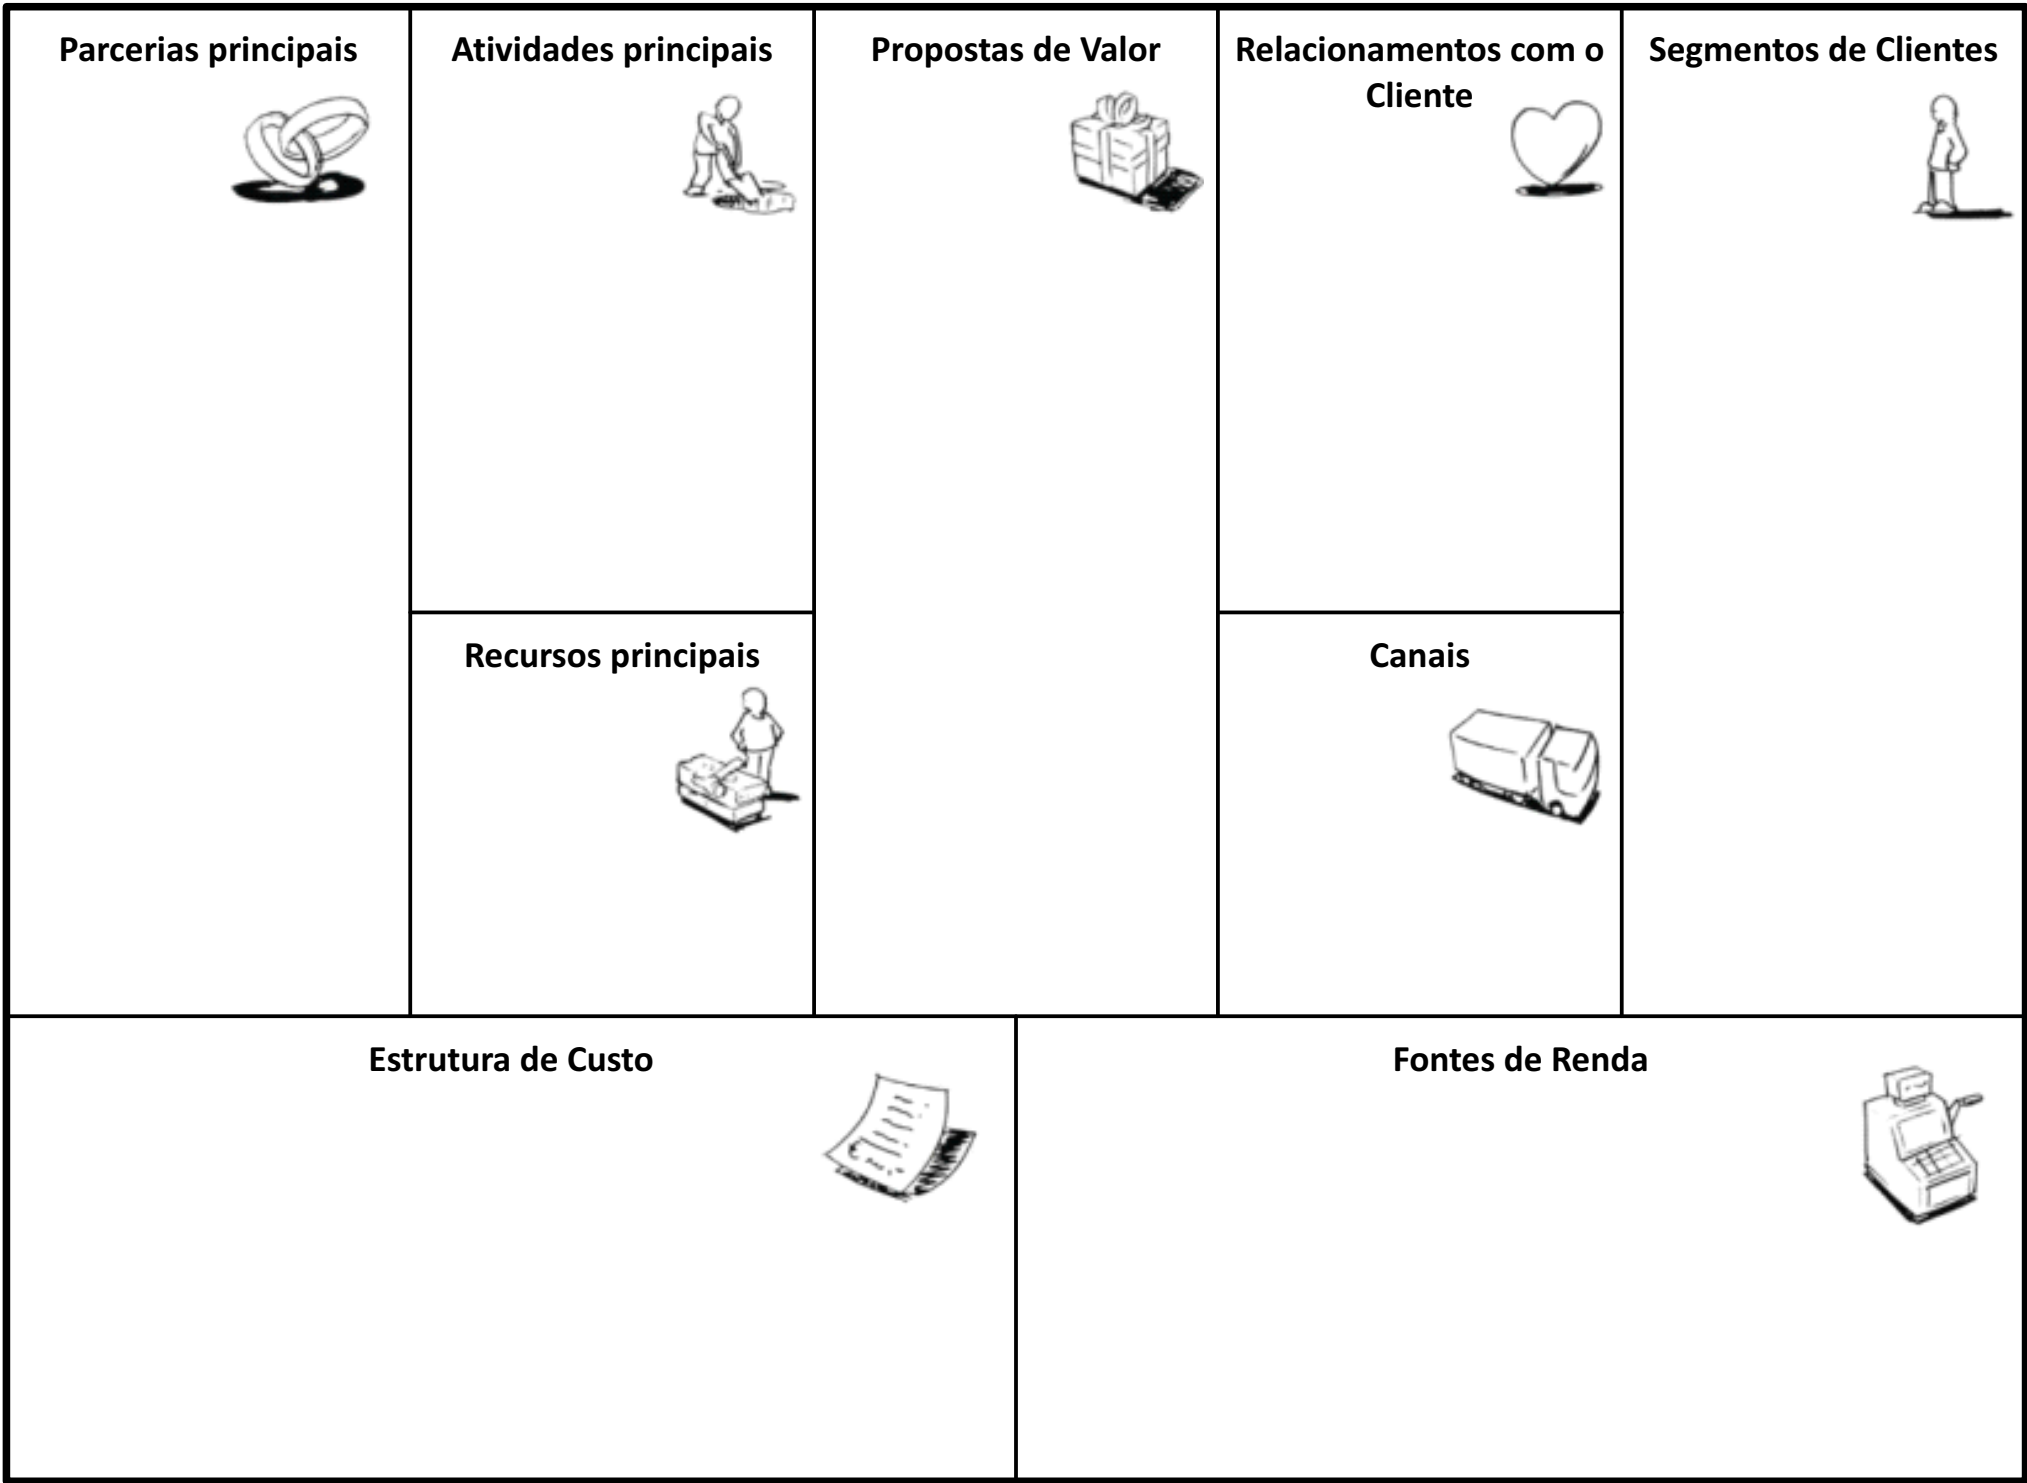 Parcerias principais
Atividades principais
Propostas de Valor
Relacionamentos com o
Cliente
Segmentos de Clientes
Recursos principais
Canais
Estrutura de Custo
Fontes de Renda